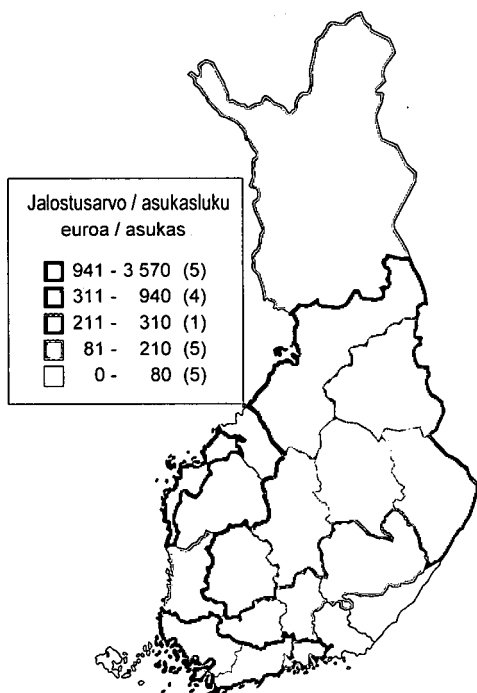 Jalostusarvo / asukasluku
euroa / asukas
941 - 3 570 (5)
311 - 940 (4)
211 - 310 (1)
81 - 210 (5)
0 - 80 (5)